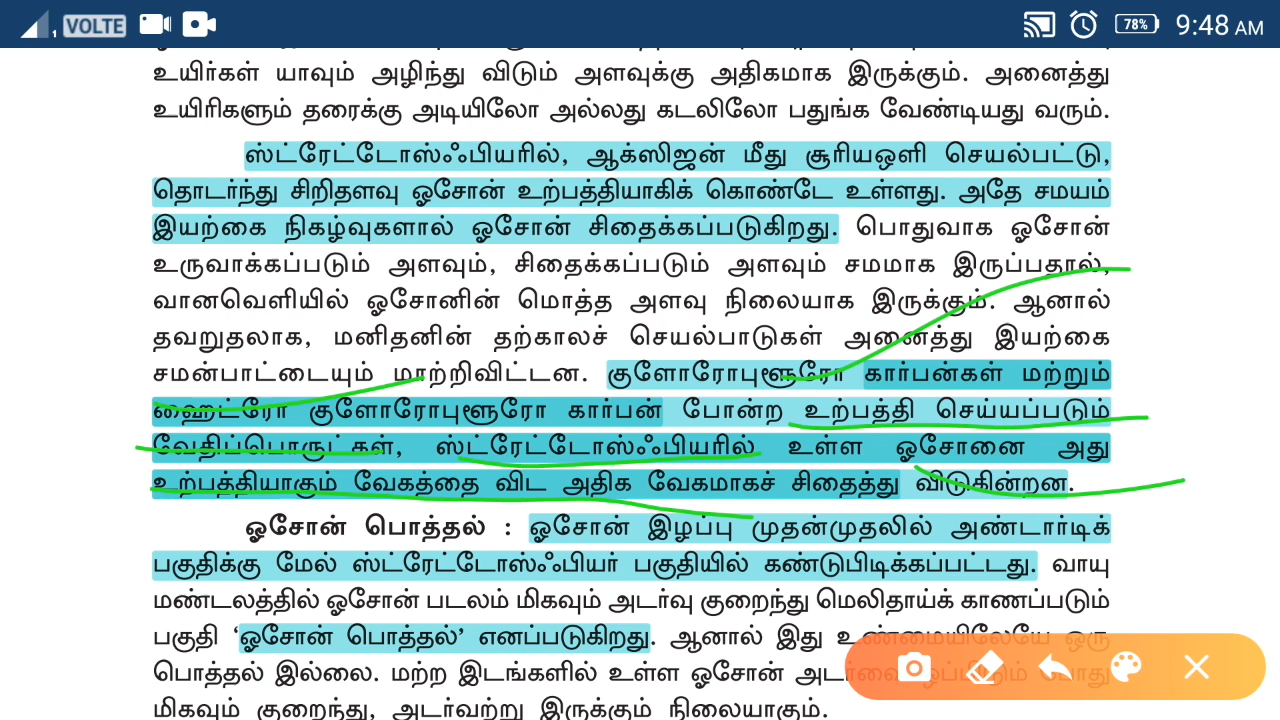 1 VOLTE 78% 9:48 AM
உயிர்கள் யாவும் அழிந்து விடும் அளவுக்கு அதிகமாக இருக்கும். அனைத்து
உயிரிகளும் தரைக்கு அடியிலோ அல்லது கடலிலோ பதுங்க வேண்டியது வரும்.
ஸ்ட்ரேட்டோஸ்ஃபியரில், ஆக்ஸிஜன் மீது சூரியஒளி செயல்பட்டு,
தொடர்ந்து சிறிதளவு ஓசோன் உற்பத்தியாகிக் கொண்டே உள்ளது. அதே சமயம்
இயற்கை நிகழ்வுகளால் ஓசோன் சிதைக்கப்படுகிறது. பொதுவாக ஓசோன்
உருவாக்கப்படும் அளவும், சிதைக்கப்படும் அளவும் சமமாக இருப்பதால்,
வானவெளியில் ஓசோனின் மொத்த அளவு நிலையாக இருக்கும். ஆனால்
தவறுதலாக, மனிதனின் தற்காலச் செயல்பாடுகள் அனைத்து இயற்கை
சமன்பாட்டையும் மாற்றிவிட்டன. குளோரோபுளூரோ கார்பன்கள் மற்றும்
ஹைட்ரோ குளோரோபுளூரோ கார்பன் போன்ற உற்பத்தி செய்யப்படும்
வேதிப்பொருட்கள், ஸ்ட்ரேட்டோஸ்ஃபியரில் உள்ள ஓசோனை அது
உற்பத்தியாகும் வேகத்தை விட அதிக வேகமாகச் சிதைத்து விடுகின்றன.
ஓசோன் பொத்தல் : ஓசோன் இழப்பு முதன்முதலில் அண்டார்டிக்
பகுதிக்கு மேல் ஸ்ட்ரேட்டோஸ்ஃபியர் பகுதியில் கண்டுபிடிக்கப்பட்டது. வாயு
மண்டலத்தில் ஓசோன் படலம் மிகவும் அடர்வு குறைந்து மெலிதாய்க் காணப்படும்
பகுதி ‘ஓசோன் பொத்தல்’ எனப்படுகிறது. ஆனால் இது உண்மையிலேயே ஒரு
பொத்தல் இல்லை. மற்ற இடங்களில் உள்ள ஓசோன்
மிகவும் குறைந்து, அடர்வற்று இருக்கும் நிலையாகும்.